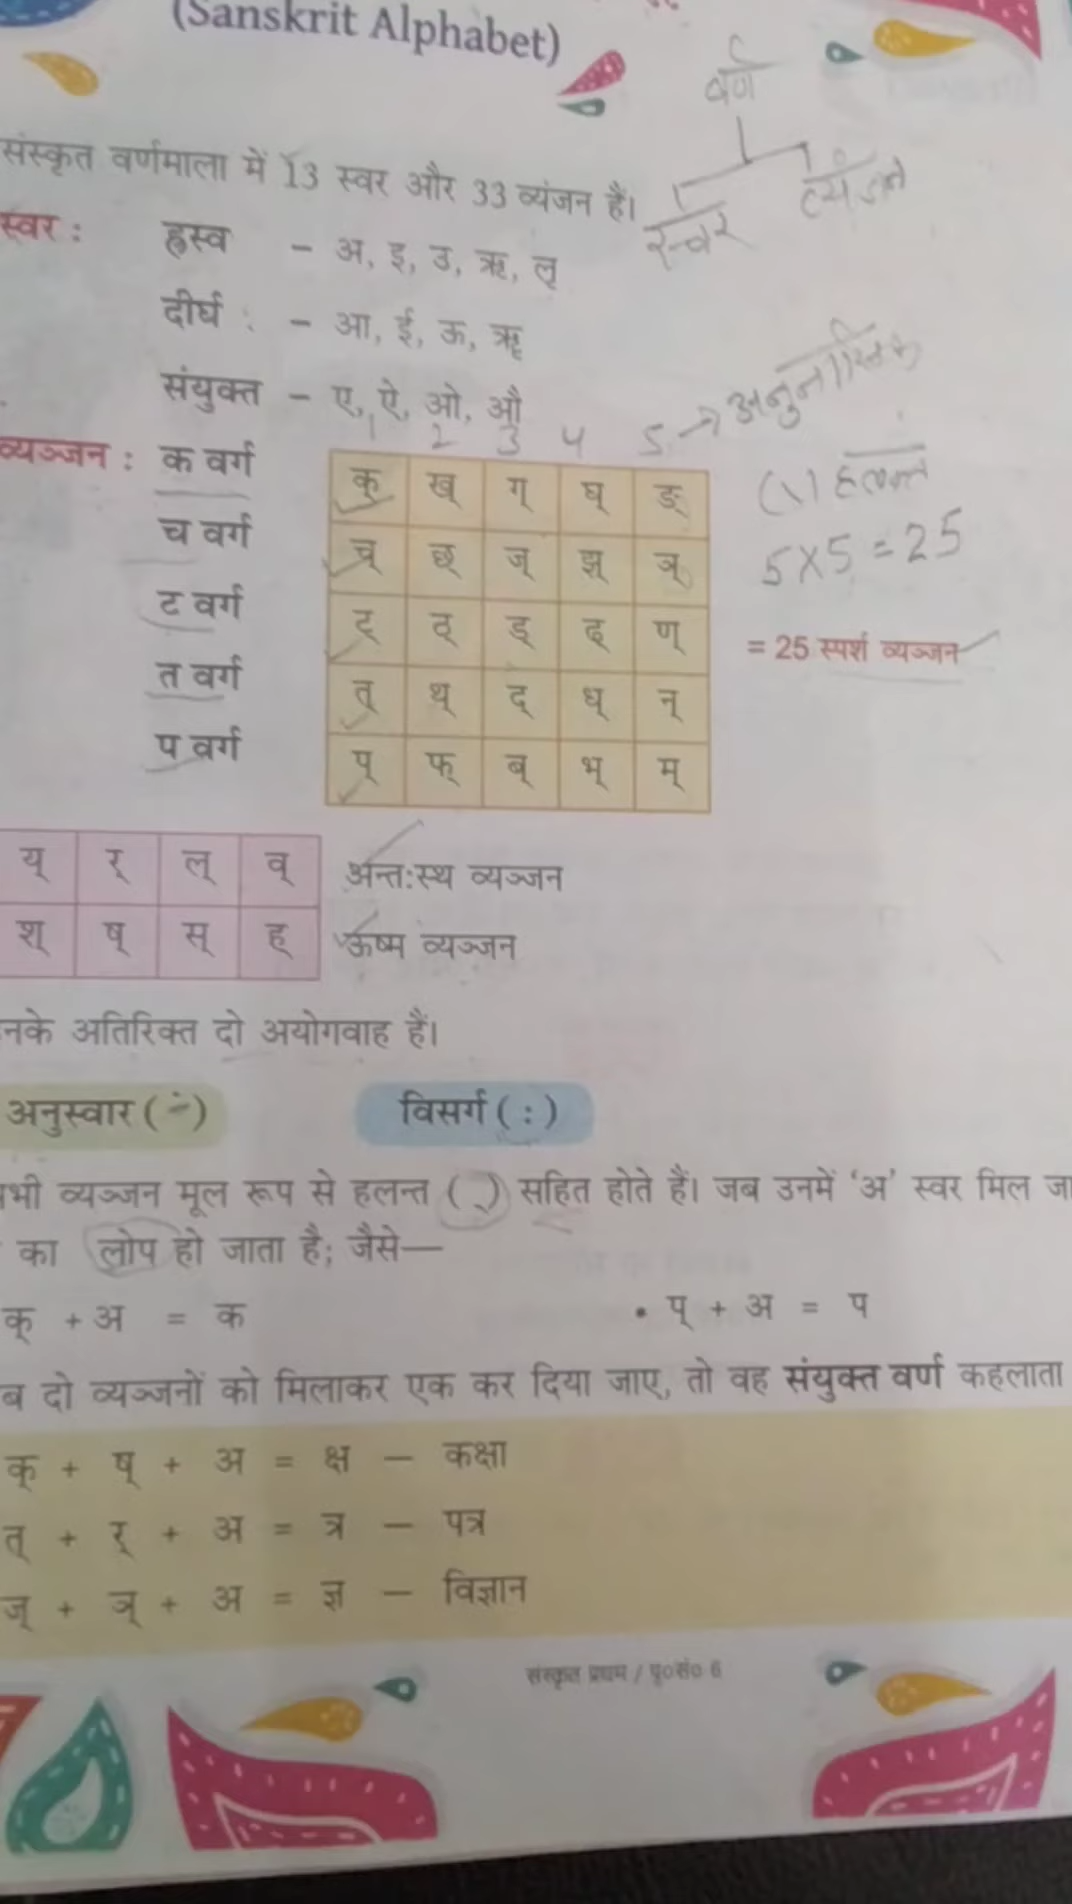 (Sanskrit Alphabet)
वर्ण
स्वर व्यंजन
संस्कृत वर्णमाला में 13 स्वर और 33 व्यंजन हैं।
स्वर : ह्रस्व – अ, इ, उ, ऋ, लृ
दीर्घ : – आ, ई, ऊ, ॠ
संयुक्त – ए, ऐ, ओ, औ
1 2 3 4 5 → अनुनासिक
व्यञ्जन : क वर्ग क् ख् ग् घ् ङ्
(\) हलन्त
च वर्ग च् छ् ज् झ् ञ्
5×5 = 25
ट वर्ग ट् ठ् ड् ढ् ण्
= 25 स्पर्श व्यञ्जन
त वर्ग त् थ् द् ध् न्
प वर्ग प् फ् ब् भ् म्
य् र् ल् व् अन्तःस्थ व्यञ्जन
श् ष् स् ह् ऊष्म व्यञ्जन
नके अतिरिक्त दो अयोगवाह हैं।
अनुस्वार ( ∸ ) विसर्ग ( : )
भी व्यञ्जन मूल रूप से हलन्त ( ् ) सहित होते हैं। जब उनमें ‘अ’ स्वर मिल जा
का लोप हो जाता है; जैसे—
क् + अ = क • प् + अ = प
ब दो व्यञ्जनों को मिलाकर एक कर दिया जाए, तो वह संयुक्त वर्ण कहलाता
क् + ष् + अ = क्ष – कक्षा
त् + र् + अ = त्र – पत्र
ज् + ञ् + अ = ज्ञ – विज्ञान
संस्कृत प्रथम / पृ०सं० 6